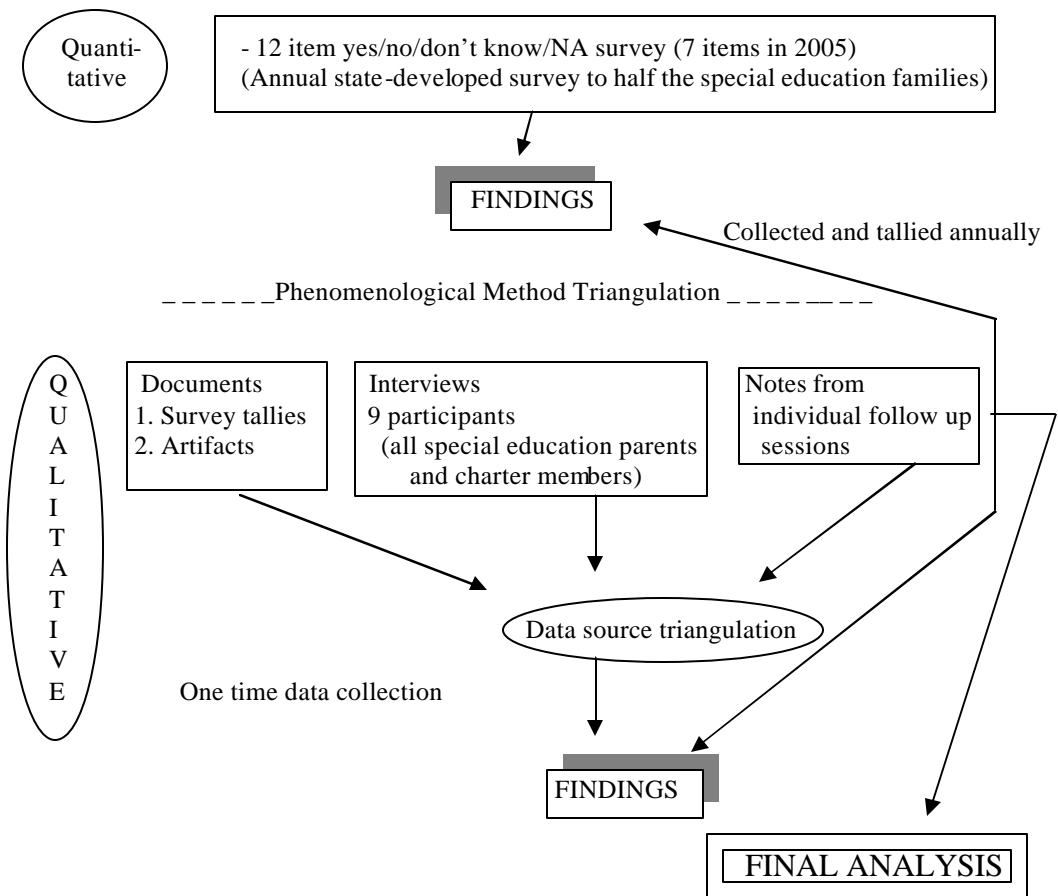 Quanti-
tative
- 12 item yes/no/don't know/NA survey (7 items in 2005)
(Annual state-developed survey to half the special education families)
FINDINGS
Collected and tallied annually
_ _ _ _ _ _Phenomenological Method Triangulation _ _ _ _ _ _ _ _
Q
U
A
L
I
T
A
T
I
V
E
Documents
1. Survey tallies
2. Artifacts
Interviews
9 participants
(all special education parents
and charter members)
Notes from
individual follow up
sessions
Data source triangulation
One time data collection
FINDINGS
FINAL ANALYSIS